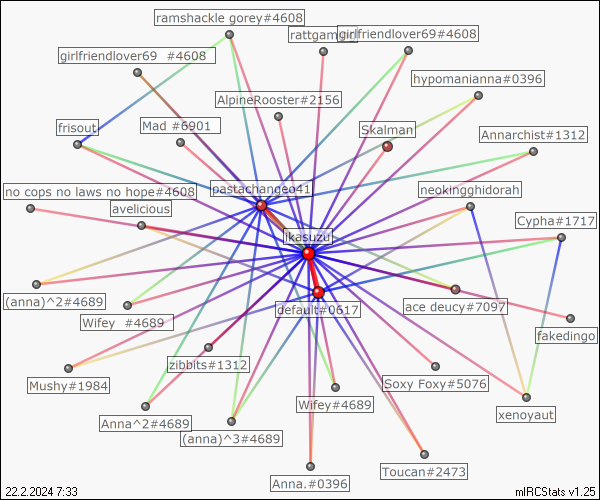 ramshackle gorey#4608
girlfriendlover69#4608
girlfriendlover69  #4608
hypomanianna#0396
AlpineRooster#2156
frisout
Mad #6901
Skalman
Annarchist#1312
no cops no laws no hope#4608
pastachangeo41
neokingghidorah
avelicious
Cypha#1717
ikasuzu
(anna)^2#4689
Wifey  #4689
default#0617
ace deucy#7097
fakedingo
zibbits#1312
Mushy#1984
Soxy Foxy#5076
Wifey#4689
xenoyaut
Anna^2#4689
(anna)^3#4689
Toucan#2473
Anna.#0396
22.2.2024 7:33
mIRCStats v1.25